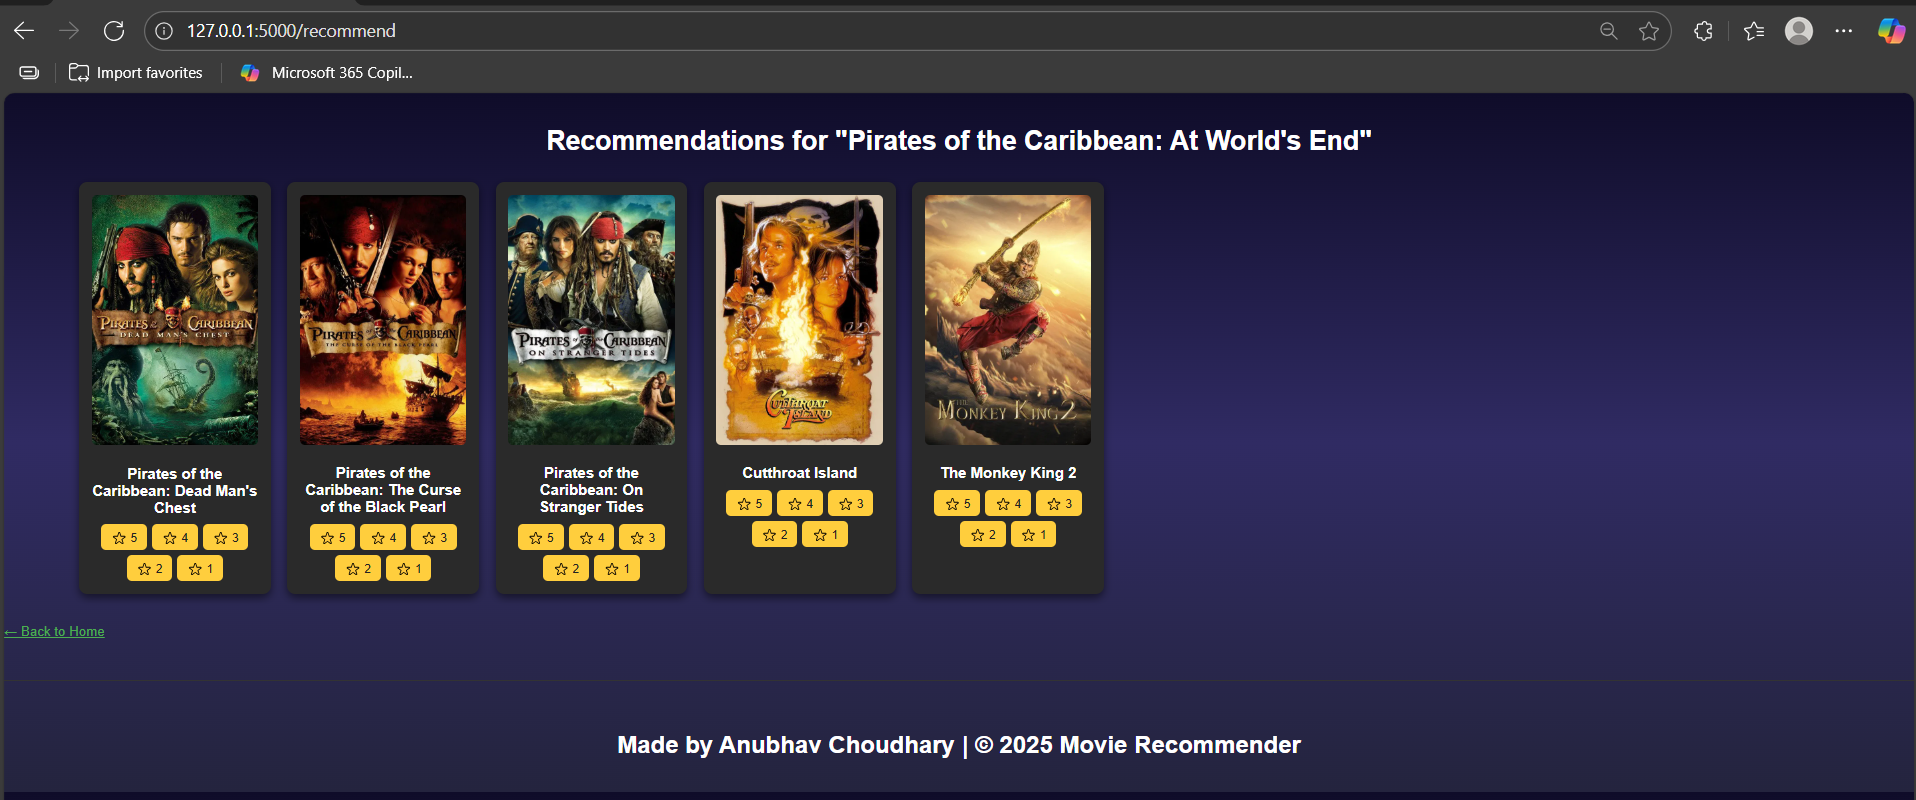 127.0.0.1:5000/recommend
Import favorites
Microsoft 365 Copil...
Recommendations for "Pirates of the Caribbean: At World's End"
PIRATES of the CARIBBEAN
DEAD MAN'S CHEST
PIRATES of the CARIBBEAN
THE CURSE OF THE BLACK PEARL
PIRATES of the CARIBBEAN
ON STRANGER TIDES
CUTTHROAT
ISLAND
THE
MONKEY KING 2
Pirates of the
Caribbean: Dead Man's
Chest
☆ 5 ☆ 4 ☆ 3
☆ 2 ☆ 1
Pirates of the
Caribbean: The Curse
of the Black Pearl
☆ 5 ☆ 4 ☆ 3
☆ 2 ☆ 1
Pirates of the
Caribbean: On
Stranger Tides
☆ 5 ☆ 4 ☆ 3
☆ 2 ☆ 1
Cutthroat Island
☆ 5 ☆ 4 ☆ 3
☆ 2 ☆ 1
The Monkey King 2
☆ 5 ☆ 4 ☆ 3
☆ 2 ☆ 1
← Back to Home
Made by Anubhav Choudhary | © 2025 Movie Recommender